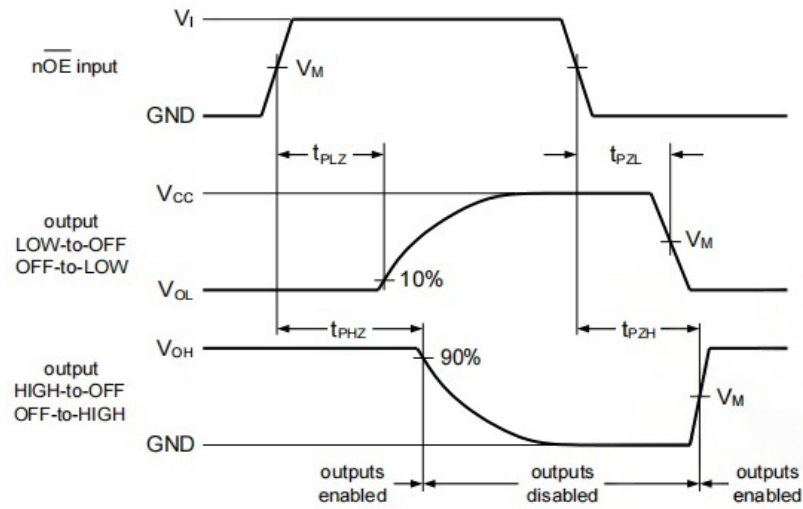 V_I
nO̅E̅ input
V_M
GND
t_PLZ
t_PZL
V_CC
output
LOW-to-OFF
OFF-to-LOW
V_M
10%
V_OL
t_PHZ
t_PZH
V_OH
90%
output
HIGH-to-OFF
OFF-to-HIGH
V_M
GND
outputs
enabled
outputs
disabled
outputs
enabled